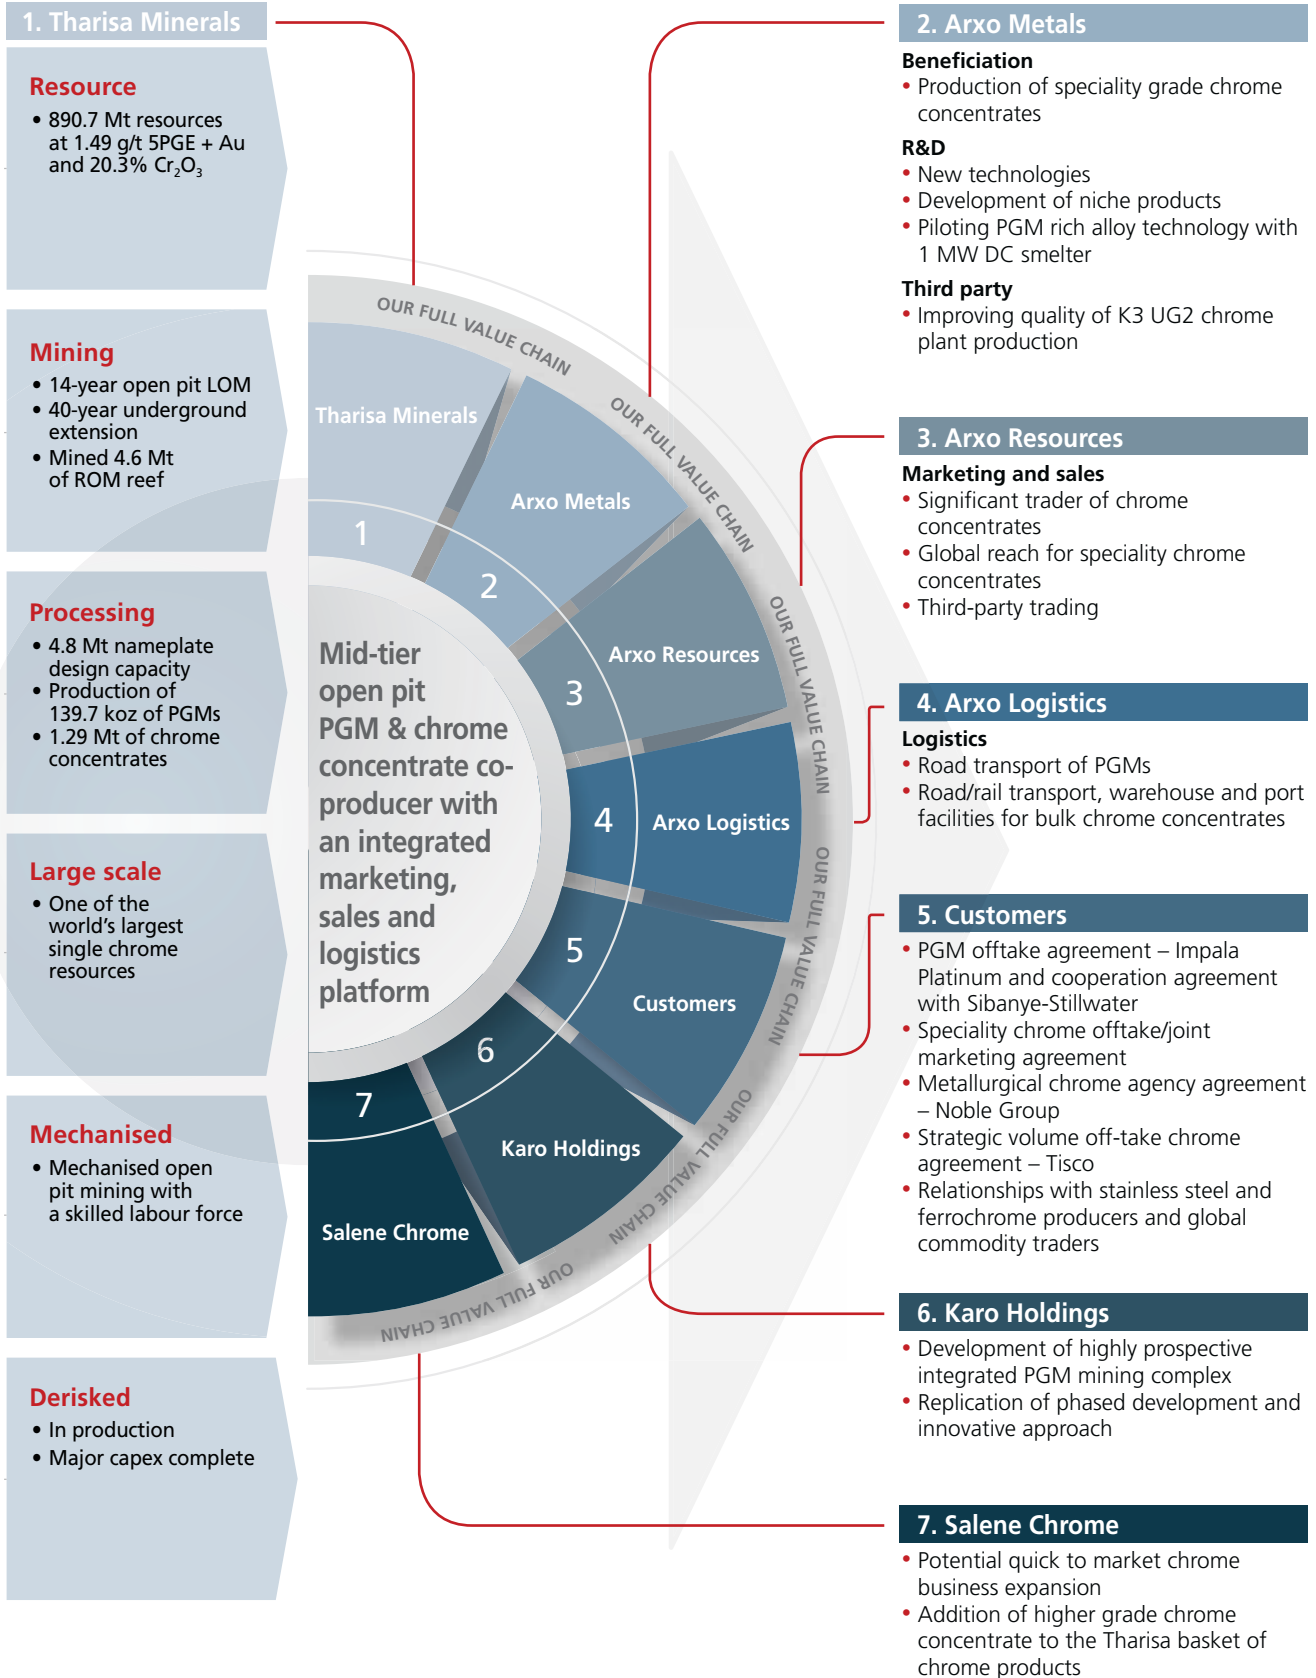 1. Tharisa Minerals
Resource
• 890.7 Mt resources
at 1.49 g/t 5PGE + Au
and 20.3% Cr₂O₃
Mining
• 14-year open pit LOM
• 40-year underground
extension
• Mined 4.6 Mt
of ROM reef
Processing
• 4.8 Mt nameplate
design capacity
• Production of
139.7 koz of PGMs
• 1.29 Mt of chrome
concentrates
Large scale
• One of the
world's largest
single chrome
resources
Mechanised
• Mechanised open
pit mining with
a skilled labour force
Derisked
• In production
• Major capex complete
OUR FULL VALUE CHAIN
OUR FULL VALUE CHAIN
OUR FULL VALUE CHAIN
OUR FULL VALUE CHAIN
OUR FULL VALUE CHAIN
OUR FULL VALUE CHAIN
Tharisa Minerals
1
Arxo Metals
2
Arxo Resources
3
Arxo Logistics
4
Customers
5
Karo Holdings
6
Salene Chrome
7
Mid-tier
open pit
PGM & chrome
concentrate co-
producer with
an integrated
marketing,
sales and
logistics
platform
2. Arxo Metals
Beneficiation
• Production of speciality grade chrome
concentrates
R&D
• New technologies
• Development of niche products
• Piloting PGM rich alloy technology with
1 MW DC smelter
Third party
• Improving quality of K3 UG2 chrome
plant production
3. Arxo Resources
Marketing and sales
• Significant trader of chrome
concentrates
• Global reach for speciality chrome
concentrates
• Third-party trading
4. Arxo Logistics
Logistics
• Road transport of PGMs
• Road/rail transport, warehouse and port
facilities for bulk chrome concentrates
5. Customers
• PGM offtake agreement – Impala
Platinum and cooperation agreement
with Sibanye-Stillwater
• Speciality chrome offtake/joint
marketing agreement
• Metallurgical chrome agency agreement
– Noble Group
• Strategic volume off-take chrome
agreement – Tisco
• Relationships with stainless steel and
ferrochrome producers and global
commodity traders
6. Karo Holdings
• Development of highly prospective
integrated PGM mining complex
• Replication of phased development and
innovative approach
7. Salene Chrome
• Potential quick to market chrome
business expansion
• Addition of higher grade chrome
concentrate to the Tharisa basket of
chrome products